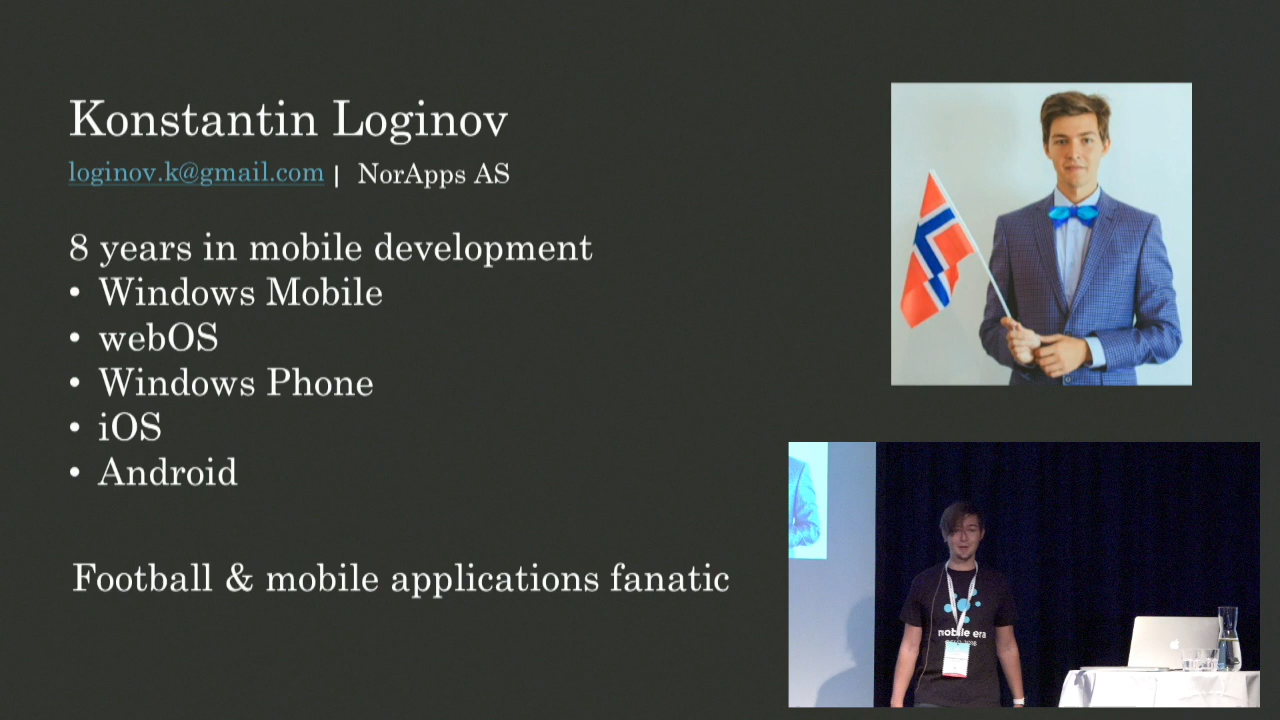 Konstantin Loginov
loginov.k@gmail.com | NorApps AS
8 years in mobile development
• Windows Mobile
• webOS
• Windows Phone
• iOS
• Android
Football & mobile applications fanatic
mobile era